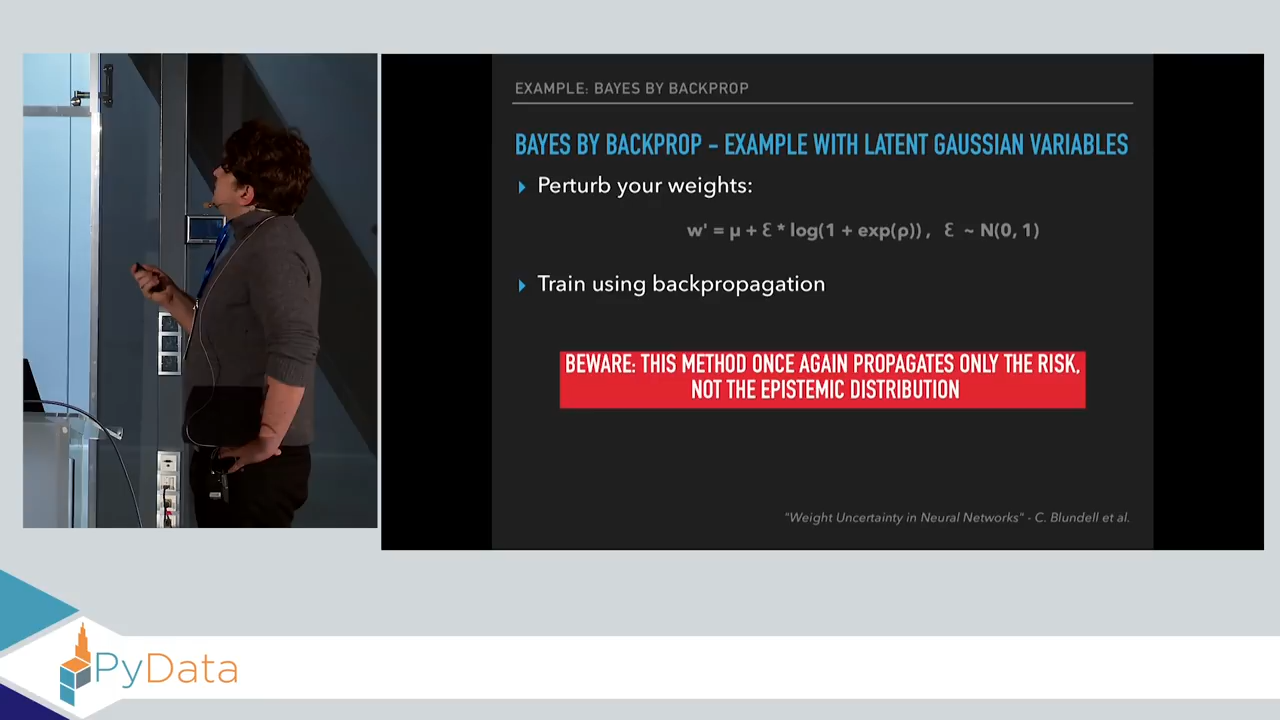 EXAMPLE: BAYES BY BACKPROP
BAYES BY BACKPROP - EXAMPLE WITH LATENT GAUSSIAN VARIABLES
Perturb your weights:
w' = μ + Ɛ * log(1 + exp(ρ)) , Ɛ ~ N(0, 1)
Train using backpropagation
BEWARE: THIS METHOD ONCE AGAIN PROPAGATES ONLY THE RISK,
NOT THE EPISTEMIC DISTRIBUTION
"Weight Uncertainty in Neural Networks" - C. Blundell et al.
PyData